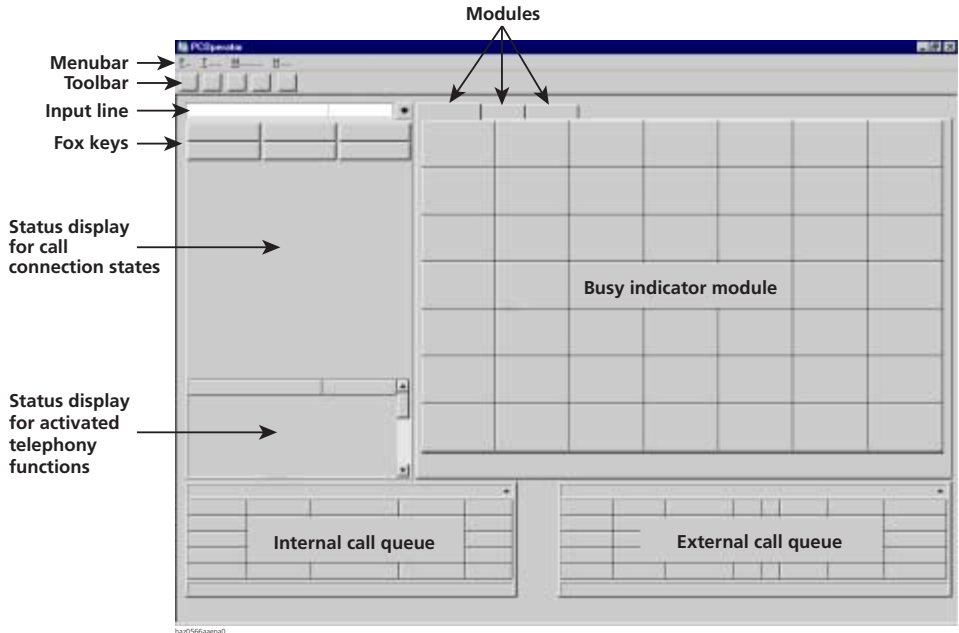 Modules
PCOperator
Menubar
F... T... H...
Toolbar
Input line
Fox keys
Status display
for call
connection states
Busy indicator module
Status display
for activated
telephony
functions
Internal call queue
External call queue